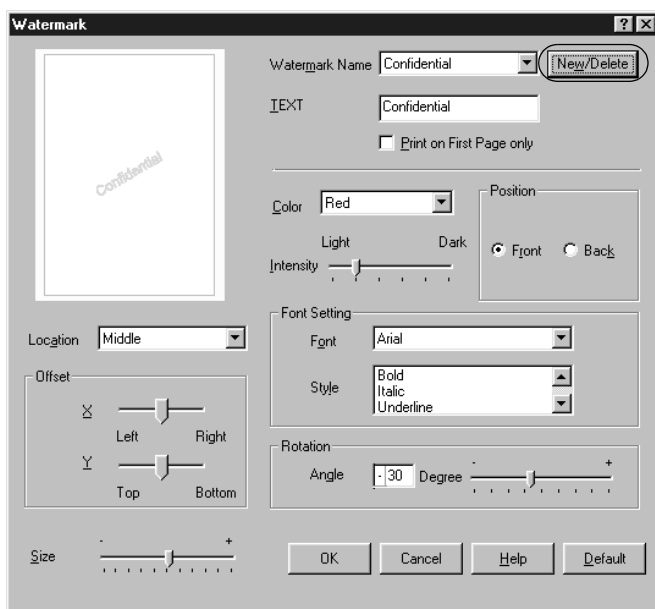 Watermark
Watermark Name Confidential New/Delete
TEXT Confidential
Print on First Page only
Confidential
Color Red
Light Dark
Intensity
Position
Front Back
Location Middle
Font Setting
Font Arial
Style Bold
Italic
Underline
Offset
X
Left Right
Y
Top Bottom
Rotation
Angle -30 Degree - +
Size - +
OK Cancel Help Default